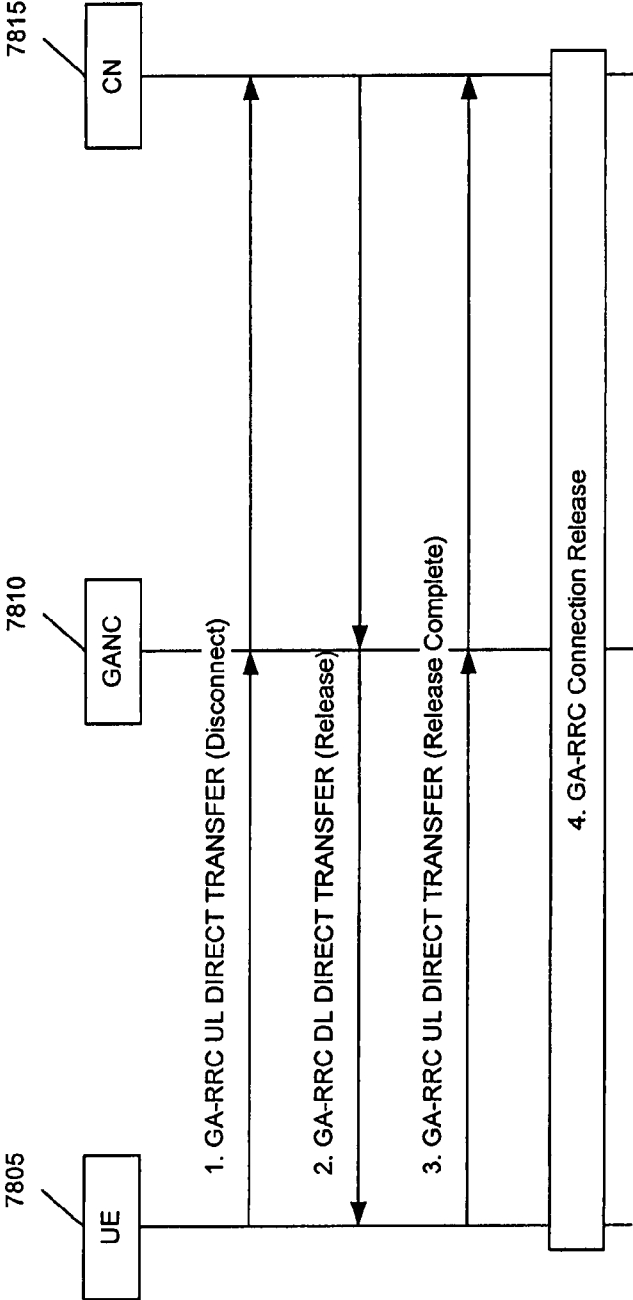 7805
7810
7815
UE
GANC
CN
1. GA-RRC UL DIRECT TRANSFER (Disconnect)
2. GA-RRC DL DIRECT TRANSFER (Release)
3. GA-RRC UL DIRECT TRANSFER (Release Complete)
4. GA-RRC Connection Release